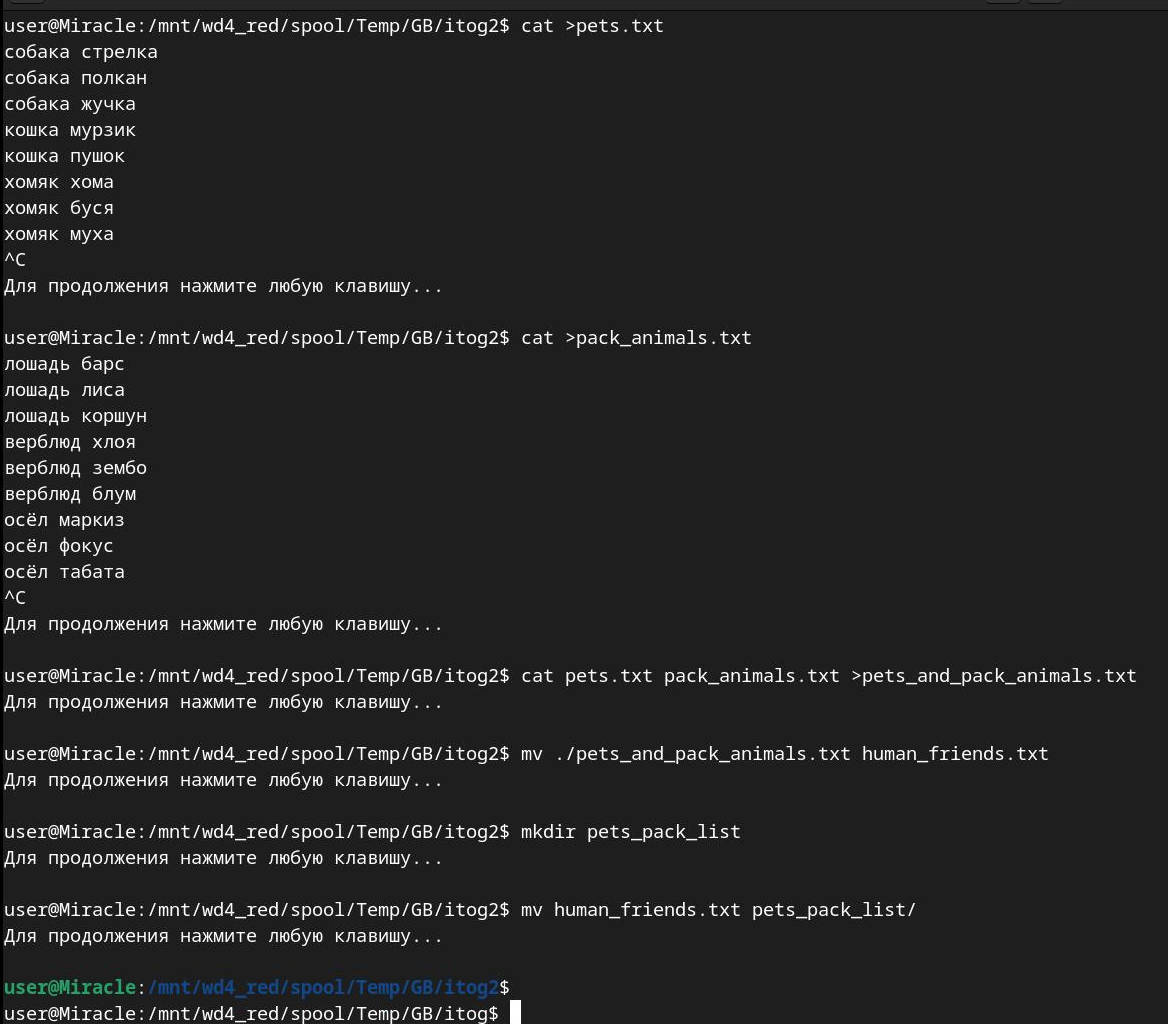 user@Miracle:/mnt/wd4_red/spool/Temp/GB/itog2$ cat >pets.txt
собака стрелка
собака полкан
собака жучка
кошка мурзик
кошка пушок
хомяк хома
хомяк буся
хомяк муха
^C
Для продолжения нажмите любую клавишу...
user@Miracle:/mnt/wd4_red/spool/Temp/GB/itog2$ cat >pack_animals.txt
лошадь барс
лошадь лиса
лошадь коршун
верблюд хлоя
верблюд зембо
верблюд блум
осёл маркиз
осёл фокус
осёл табата
^C
Для продолжения нажмите любую клавишу...
user@Miracle:/mnt/wd4_red/spool/Temp/GB/itog2$ cat pets.txt pack_animals.txt >pets_and_pack_animals.txt
Для продолжения нажмите любую клавишу...
user@Miracle:/mnt/wd4_red/spool/Temp/GB/itog2$ mv ./pets_and_pack_animals.txt human_friends.txt
Для продолжения нажмите любую клавишу...
user@Miracle:/mnt/wd4_red/spool/Temp/GB/itog2$ mkdir pets_pack_list
Для продолжения нажмите любую клавишу...
user@Miracle:/mnt/wd4_red/spool/Temp/GB/itog2$ mv human_friends.txt pets_pack_list/
Для продолжения нажмите любую клавишу...
user@Miracle:/mnt/wd4_red/spool/Temp/GB/itog2$
user@Miracle:/mnt/wd4_red/spool/Temp/GB/itog$